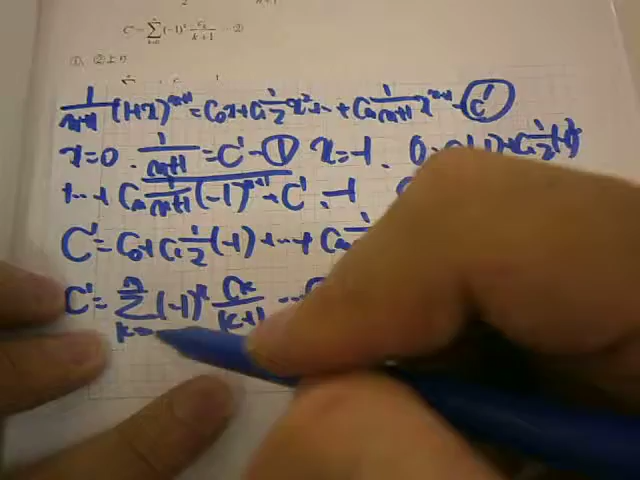 C' = \sum_{k=0}^{n} (-1)^k \frac{c_k}{k+1} … ②
①, ②より
\frac{1}{n+1}(1+x)^{n+1} = C_0x + C_1\frac{1}{2}x^2 + … + C_n\frac{1}{n+1}x^{n+1} + C'
x=0. \frac{1}{n+1} = C' - ① x=-1.
+ … + C_n\frac{1}{n+1}(-1)^{n+1} + C'. -1
C' = C_0 + C_1\frac{1}{2}(-1) + … + C_n
C' = \sum_{k=0}^{n} (-1)^k \frac{C_k}{k+1} …